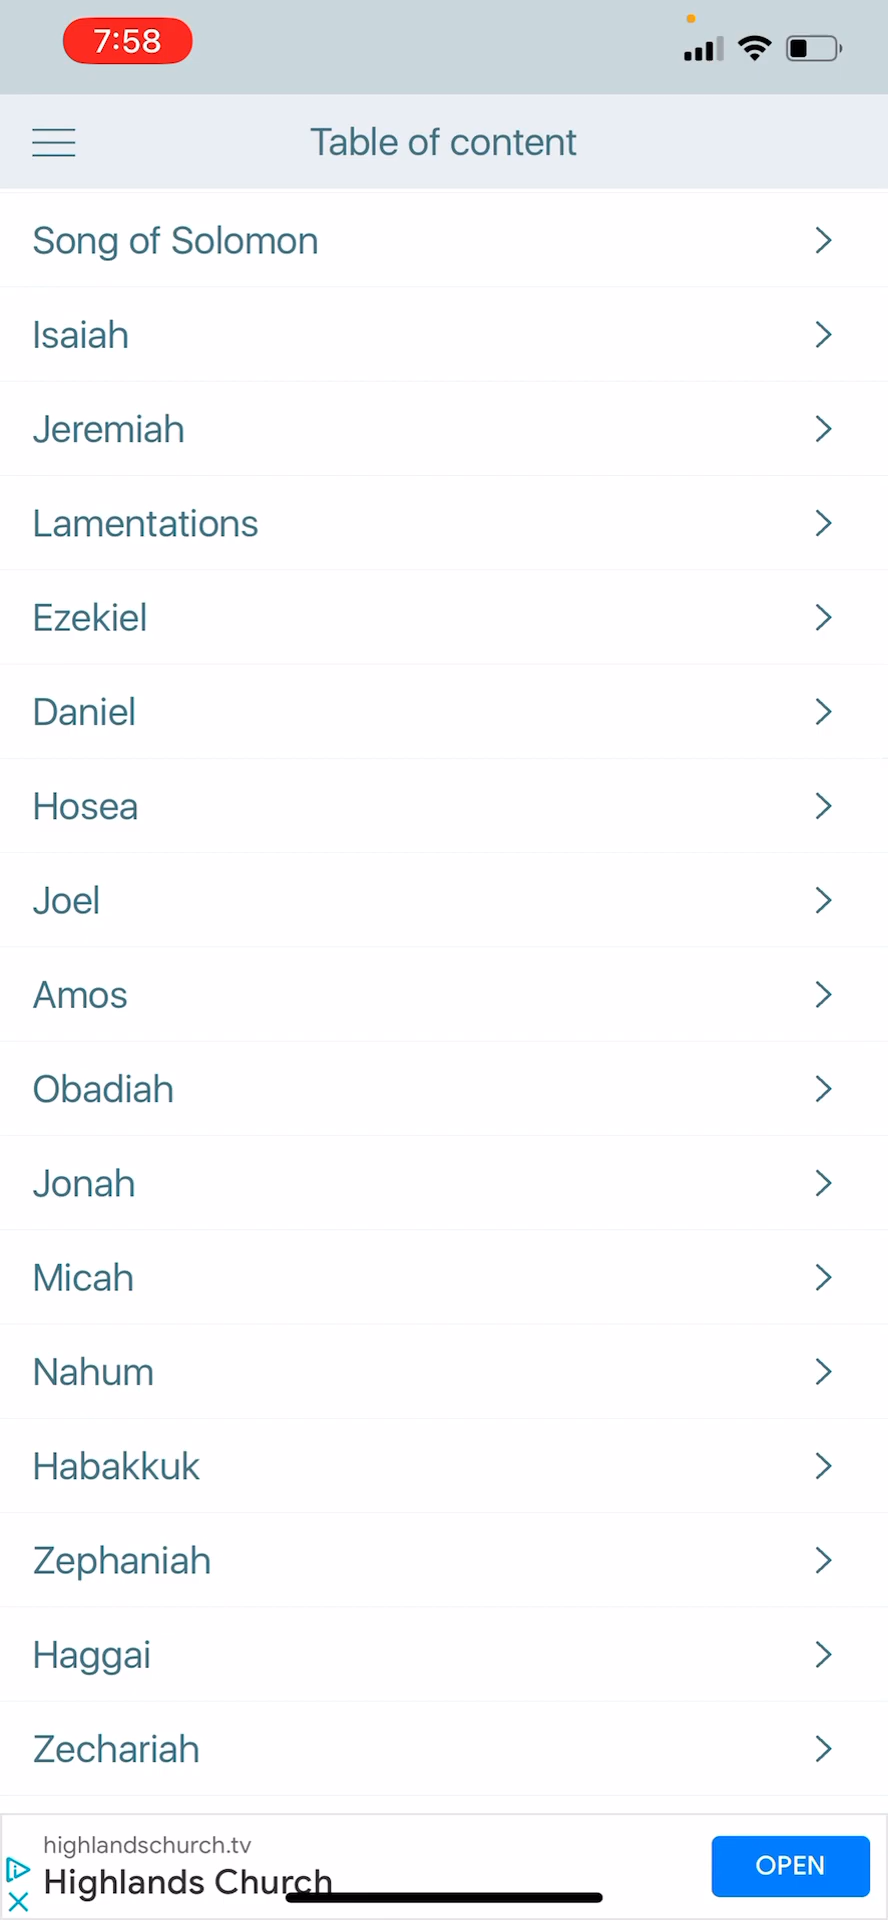 7:58
Table of content
Song of Solomon
Isaiah
Jeremiah
Lamentations
Ezekiel
Daniel
Hosea
Joel
Amos
Obadiah
Jonah
Micah
Nahum
Habakkuk
Zephaniah
Haggai
Zechariah
highlandschurch.tv
Highlands Church
OPEN